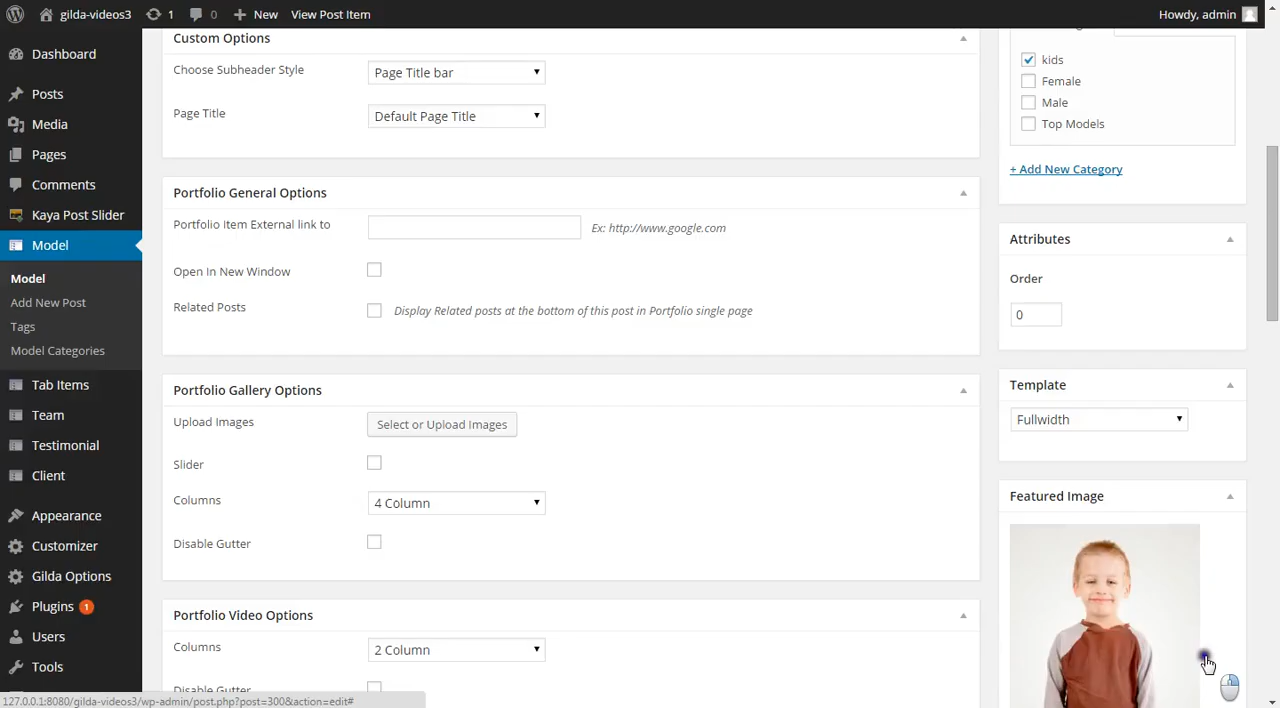 gilda-videos3
1
0
New
View Post Item
Howdy, admin
Dashboard
Posts
Media
Pages
Comments
Kaya Post Slider
Model
Model
Add New Post
Tags
Model Categories
Tab Items
Team
Testimonial
Client
Appearance
Customizer
Gilda Options
Plugins 1
Users
Tools
Custom Options
Choose Subheader Style
Page Title bar
Page Title
Default Page Title
Portfolio General Options
Portfolio Item External link to
Ex: http://www.google.com
Open In New Window
Related Posts
Display Related posts at the bottom of this post in Portfolio single page
Portfolio Gallery Options
Upload Images
Select or Upload Images
Slider
Columns
4 Column
Disable Gutter
Portfolio Video Options
Columns
2 Column
Disable Gutter
kids
Female
Male
Top Models
+ Add New Category
Attributes
Order
0
Template
Fullwidth
Featured Image
127.0.0.1:8080/gilda-videos3/wp-admin/post.php?post=300&action=edit#